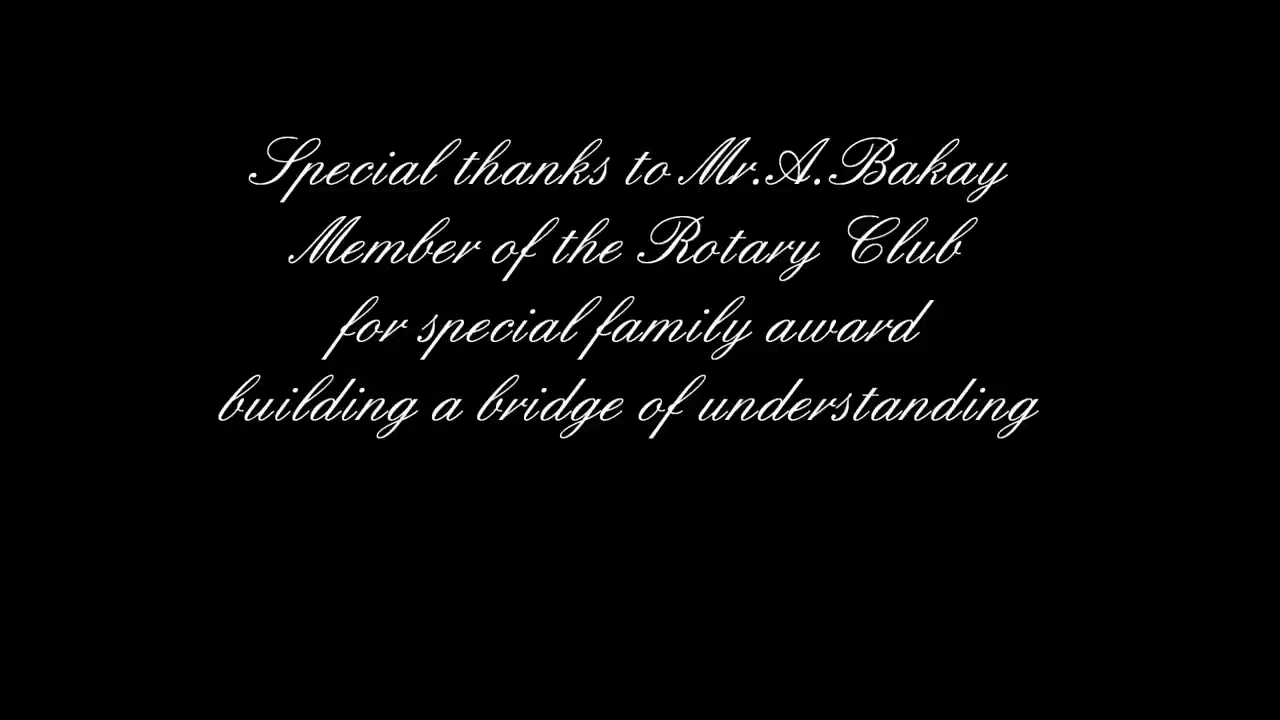 Special thanks to Mr.A.Bakay
Member of the Rotary Club
for special family award
building a bridge of understanding